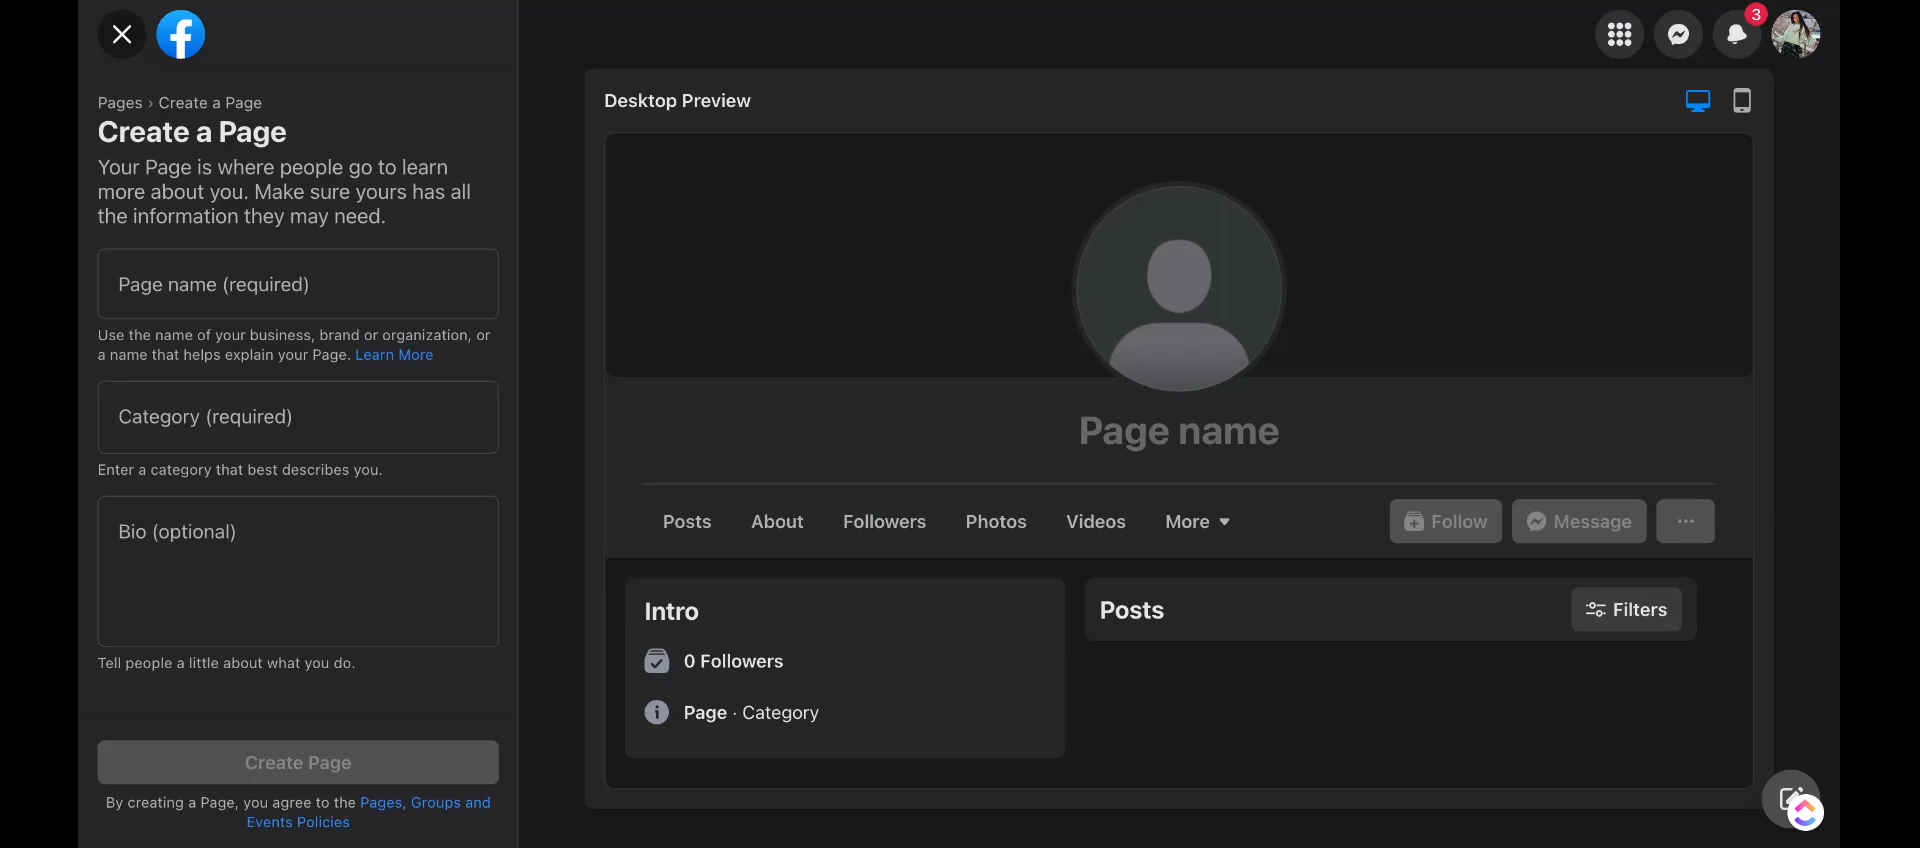 3
Pages › Create a Page
Create a Page
Your Page is where people go to learn
more about you. Make sure yours has all
the information they may need.
Page name (required)
Use the name of your business, brand or organization, or
a name that helps explain your Page. Learn More
Category (required)
Enter a category that best describes you.
Bio (optional)
Tell people a little about what you do.
Create Page
By creating a Page, you agree to the Pages, Groups and
Events Policies
Desktop Preview
Page name
Posts About Followers Photos Videos More Follow Message ...
Intro
0 Followers
Page · Category
Posts
Filters